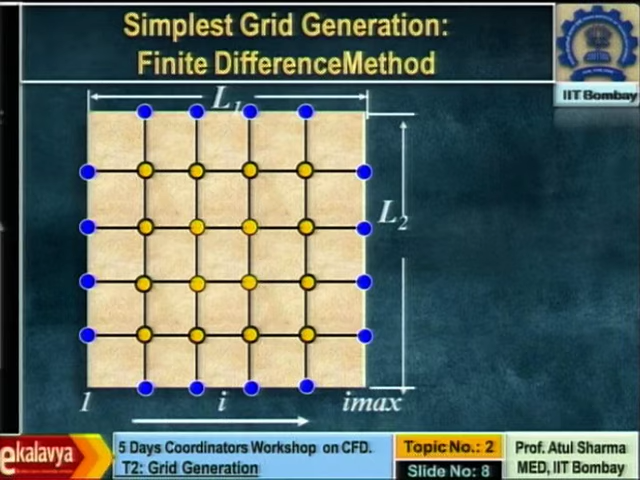 Simplest Grid Generation:
Finite DifferenceMethod
IIT Bombay
L1
L2
1 i imax
ekalavya
5 Days Coordinators Workshop on CFD.
T2: Grid Generation
Topic No.: 2
Slide No: 8
Prof. Atul Sharma
MED, IIT Bombay